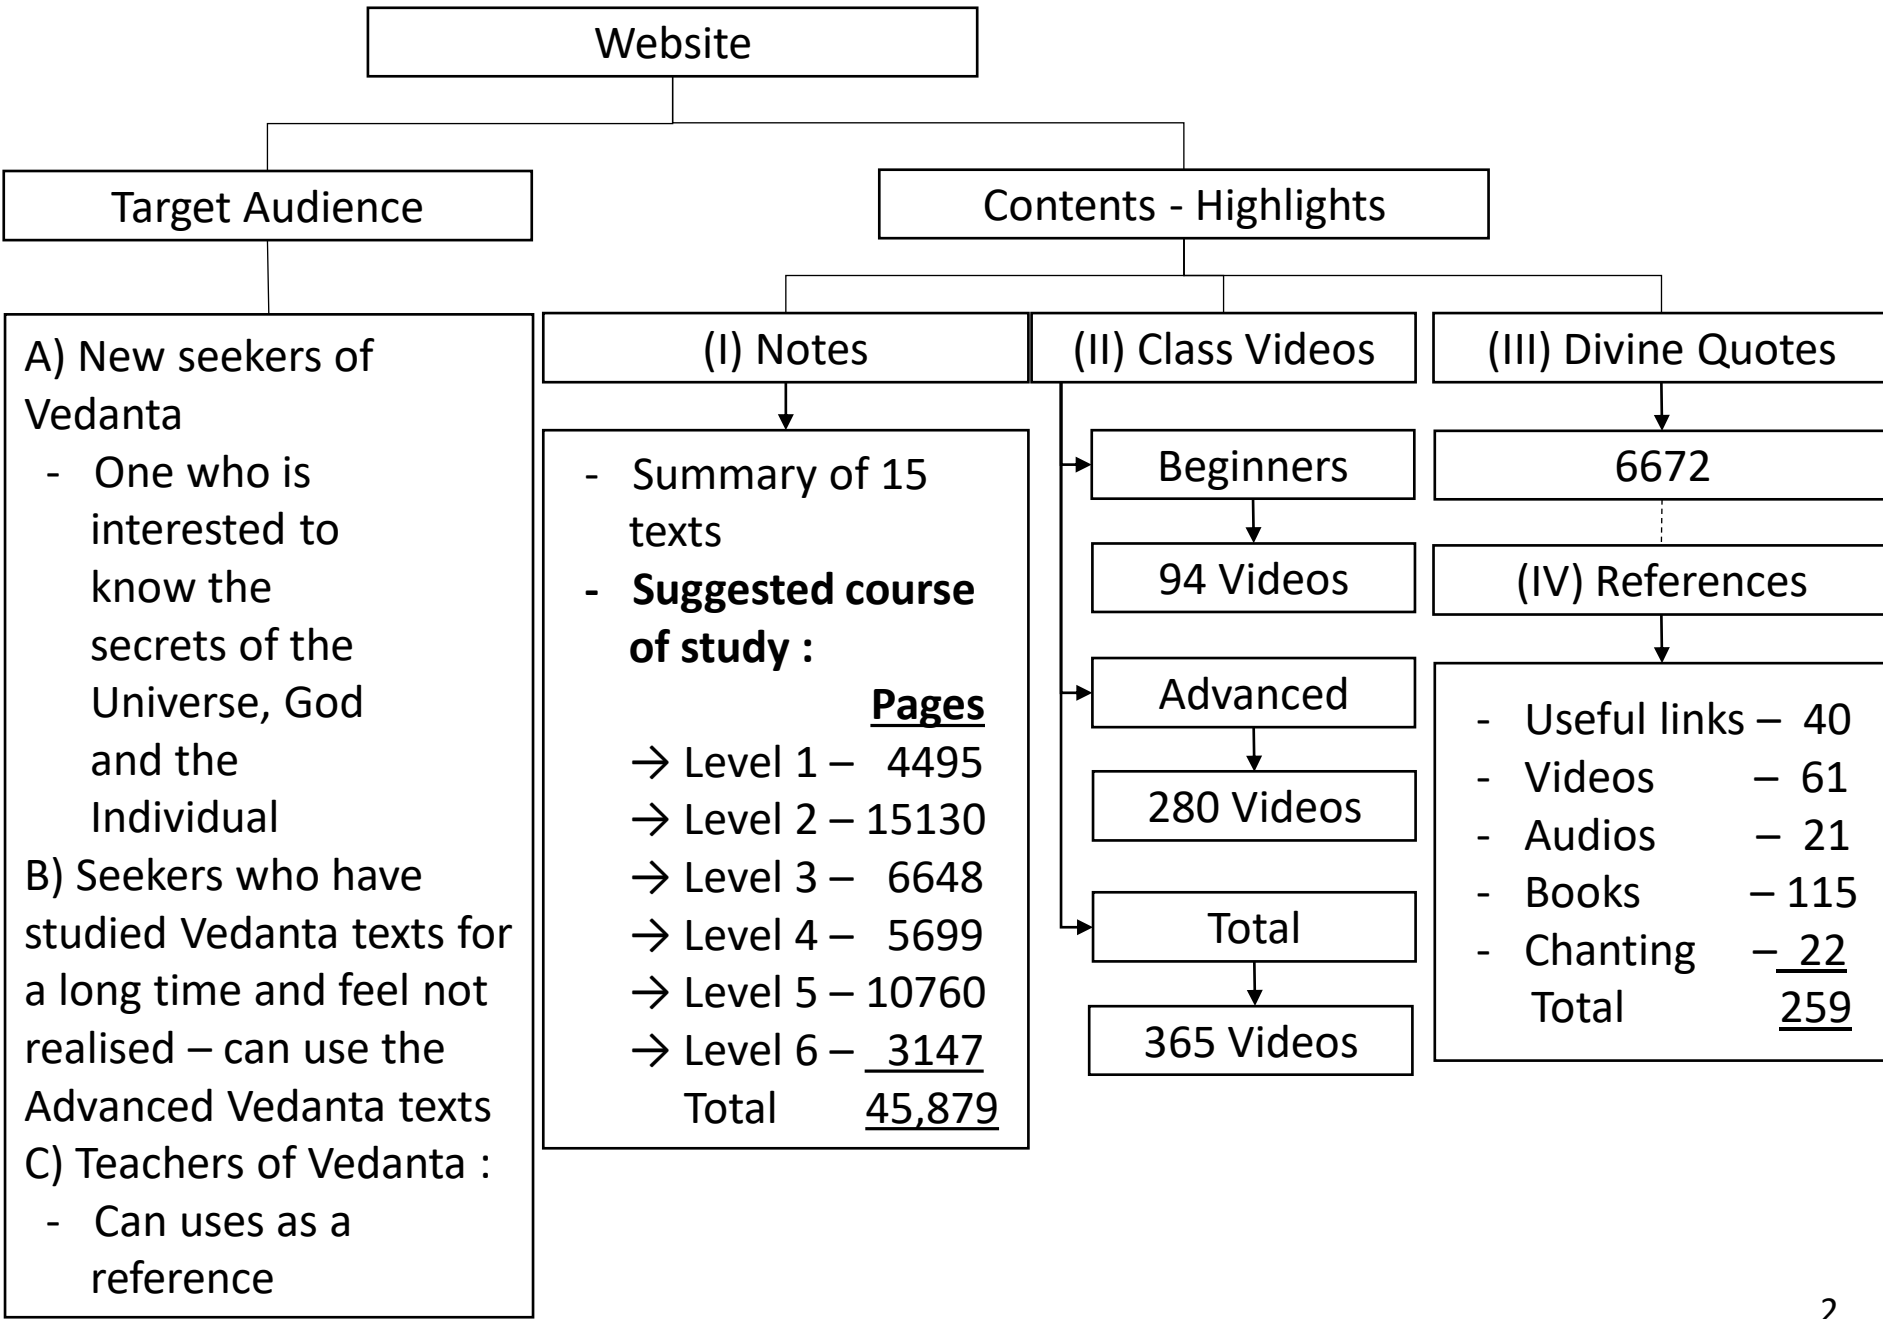 Website
Target Audience
Contents - Highlights
A) New seekers of
Vedanta
- One who is
interested to
know the
secrets of the
Universe, God
and the
Individual
B) Seekers who have
studied Vedanta texts for
a long time and feel not
realised – can use the
Advanced Vedanta texts
C) Teachers of Vedanta :
- Can uses as a
reference
(I) Notes
- Summary of 15
texts
- Suggested course
of study :
Pages
→ Level 1 – 4495
→ Level 2 – 15130
→ Level 3 – 6648
→ Level 4 – 5699
→ Level 5 – 10760
→ Level 6 – 3147
Total 45,879
(II) Class Videos
Beginners
94 Videos
Advanced
280 Videos
Total
365 Videos
(III) Divine Quotes
6672
(IV) References
- Useful links – 40
- Videos – 61
- Audios – 21
- Books – 115
- Chanting – 22
Total 259
2